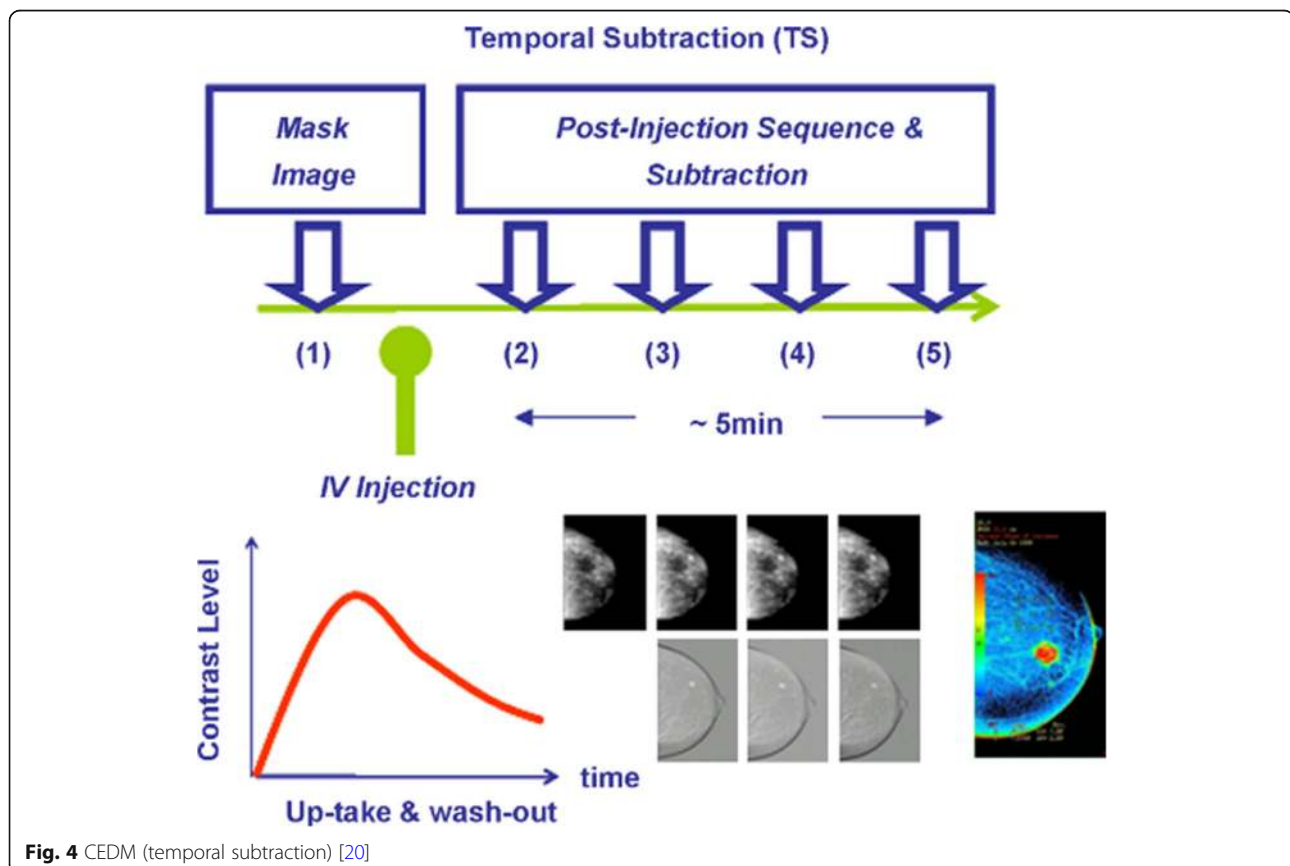 Temporal Subtraction (TS)
Mask
Image
Post-Injection Sequence &
Subtraction
(1)
(2)
(3)
(4)
(5)
~ 5min
IV Injection
Contrast Level
time
Up-take & wash-out
Fig. 4 CEDM (temporal subtraction) [20]